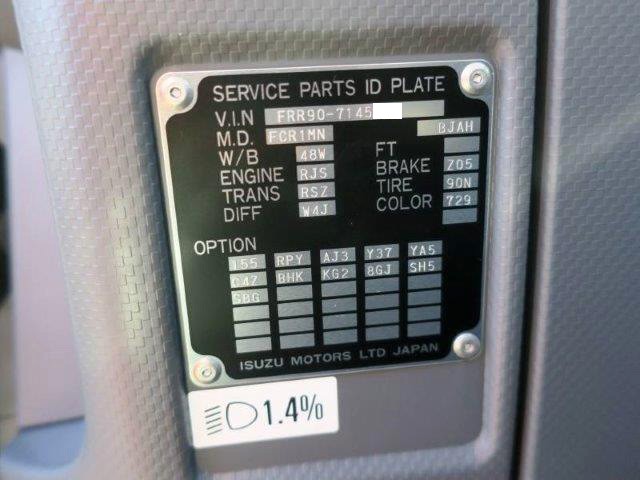 SERVICE PARTS ID PLATE
V.I.N FRR90-7145
M.D. FCR1MN BJAH
W/B 48W FT
ENGINE RJS BRAKE Z05
TRANS RSZ TIRE 90N
DIFF W4J COLOR 729
OPTION
155 RPY AJ3 Y37 YA5
C4Z BHK KG2 8GJ SH5
SBG
ISUZU MOTORS LTD JAPAN
1.4%